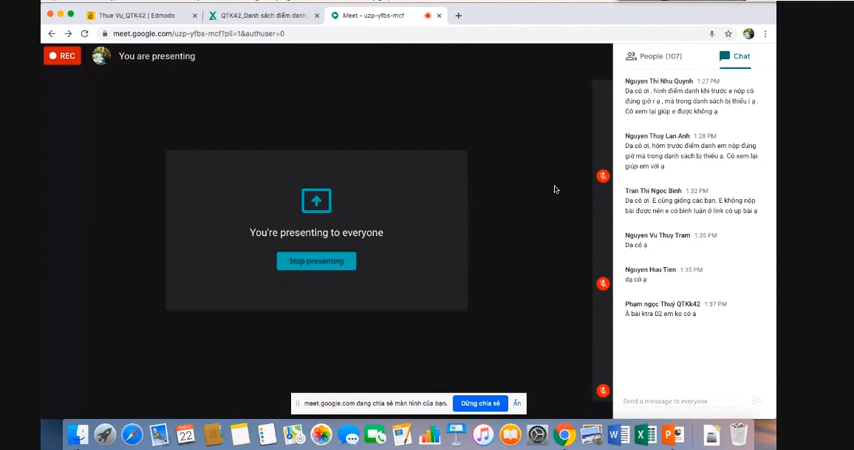 Thue Vu_QTK42 | Edmodo
QTK42_Danh sách điểm danh_
Meet - uzp-yfbs-mcf
meet.google.com/uzp-yfbs-mcf?pli=1&authuser=0
REC
You are presenting
People (107)
Chat
You're presenting to everyone
Stop presenting
Nguyen Thi Nhu Quynh 1:27 PM
Dạ cô ơi , hình điểm danh khi trước e nộp cò
đúng giờ r ạ , mà trong danh sách bị thiếu í ạ .
Cô xem lại giúp e được không ạ
Nguyen Thuy Lan Anh 1:28 PM
Dạ cô ơi, hôm trước điểm danh em nộp đúng
giờ mà trong danh sách bị thiếu ạ. Cô xem lại
giúp em với ạ
Tran Thi Ngoc Binh 1:32 PM
Dạ cô ơi. E cũng giống các bạn. E không nộp
bài được nên e có bình luận ở link cô up bài ạ
Nguyen Vu Thuy Tram 1:35 PM
Dạ có ạ
Nguyen Huu Tien 1:35 PM
dạ có ạ
Phạm ngọc Thuý QTKk42 1:37 PM
À bài ktra 02 em ko có ạ
Send a message to everyone
meet.google.com đang chia sẻ màn hình của bạn.
Dừng chia sẻ
Ẩn
22